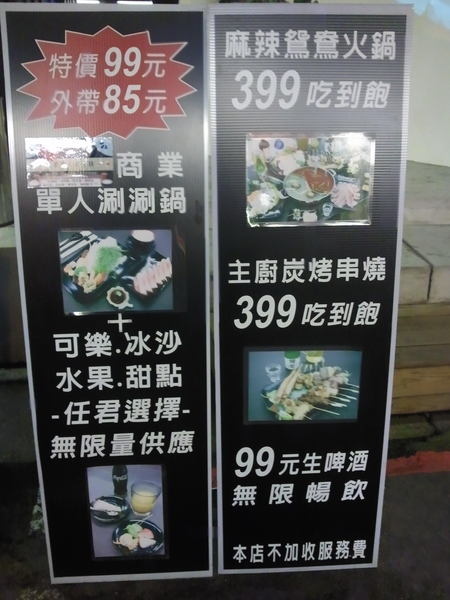 特價99元
外帶85元
商業
單人涮涮鍋
+
可樂.冰沙
水果.甜點
-任君選擇-
無限量供應
麻辣鴛鴦火鍋
399吃到飽
主廚炭烤串燒
399吃到飽
99元生啤酒
無限暢飲
本店不加收服務費